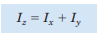 I_z = I_x + I_y